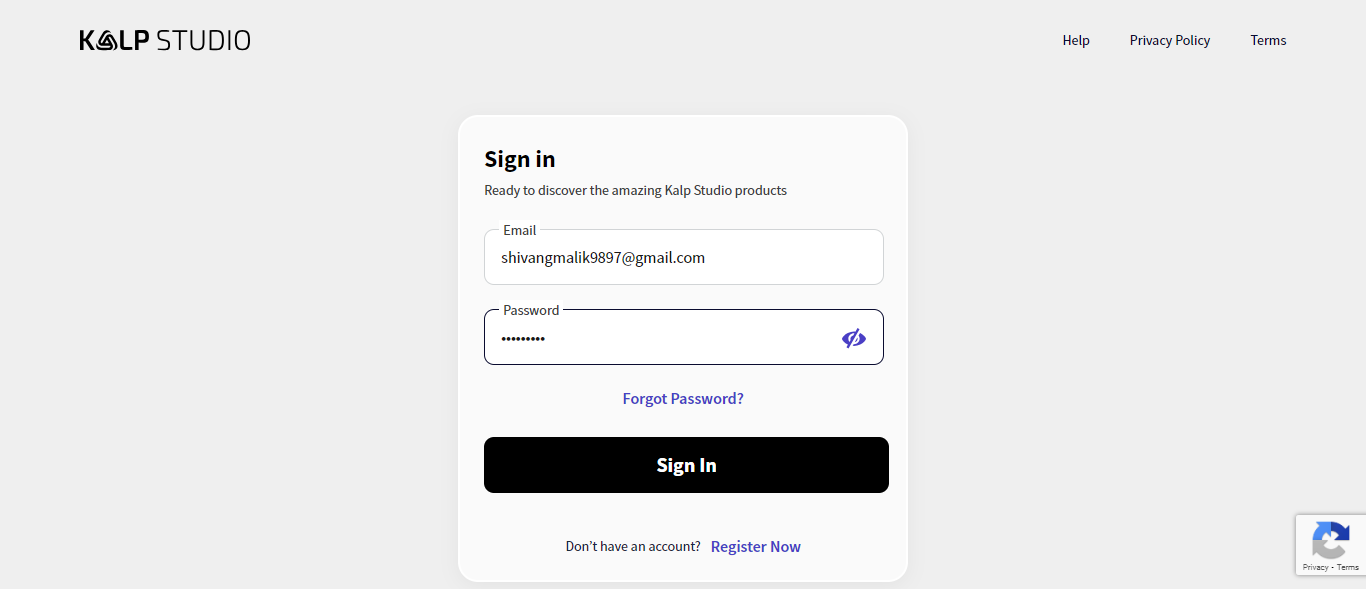 KALP STUDIO
Help
Privacy Policy
Terms
Sign in
Ready to discover the amazing Kalp Studio products
Email
shivangmalik9897@gmail.com
Password
•••••••••
Forgot Password?
Sign In
Don’t have an account? Register Now
Privacy - Terms